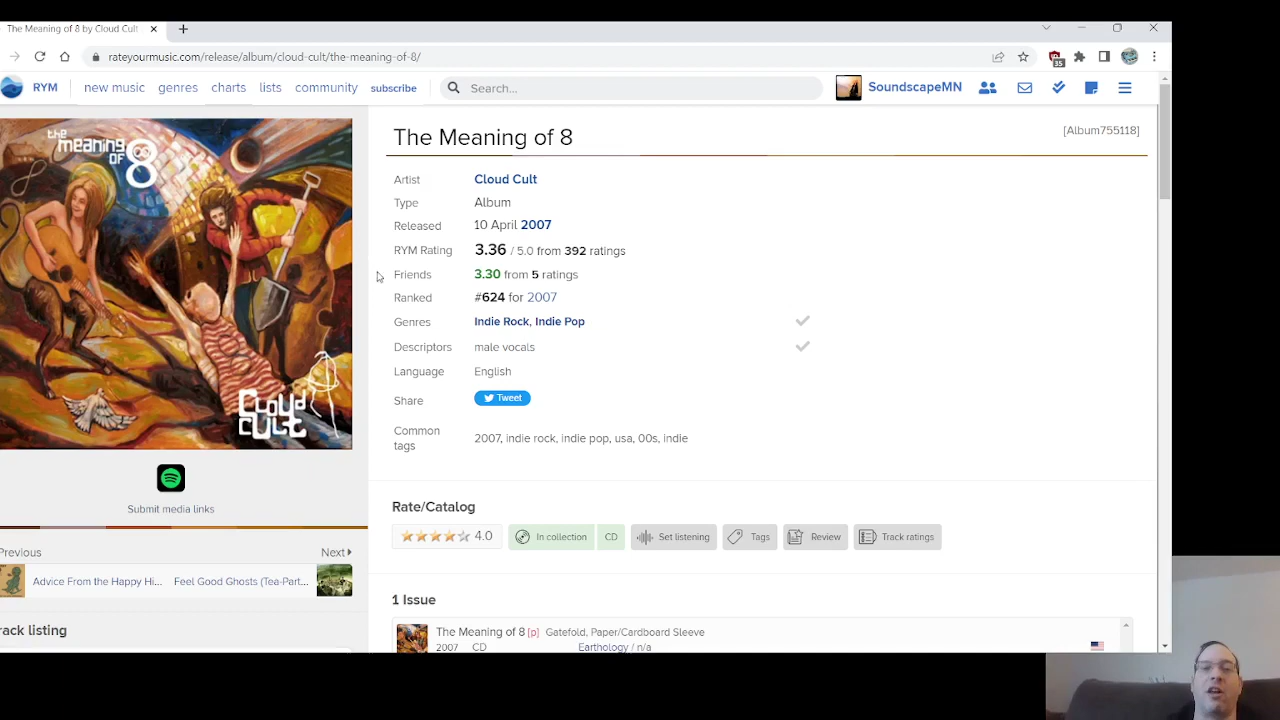 The Meaning of 8 by Cloud Cult
rateyourmusic.com/release/album/cloud-cult/the-meaning-of-8/
35
RYM new music genres charts lists community subscribe Search... SoundscapeMN
the meaning of 8
Cloud Cult
Submit media links
Previous Next
Advice From the Happy Hi... Feel Good Ghosts (Tea-Part...
rack listing
The Meaning of 8 [Album755118]
Artist Cloud Cult
Type Album
Released 10 April 2007
RYM Rating 3.36 / 5.0 from 392 ratings
Friends 3.30 from 5 ratings
Ranked #624 for 2007
Genres Indie Rock, Indie Pop
Descriptors male vocals
Language English
Share Tweet
Common tags 2007, indie rock, indie pop, usa, 00s, indie
Rate/Catalog
4.0 In collection CD Set listening Tags Review Track ratings
1 Issue
The Meaning of 8 [p] Gatefold, Paper/Cardboard Sleeve
2007 CD Earthology / n/a